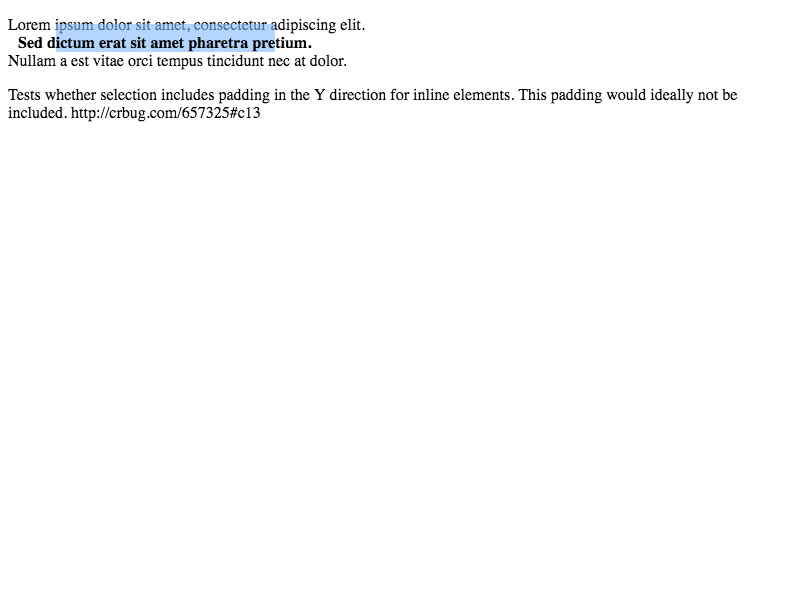 Lorem ipsum dolor sit amet, consectetur adipiscing elit.
Sed dictum erat sit amet pharetra pretium.
Nullam a est vitae orci tempus tincidunt nec at dolor.
Tests whether selection includes padding in the Y direction for inline elements. This padding would ideally not be
included. http://crbug.com/657325#c13